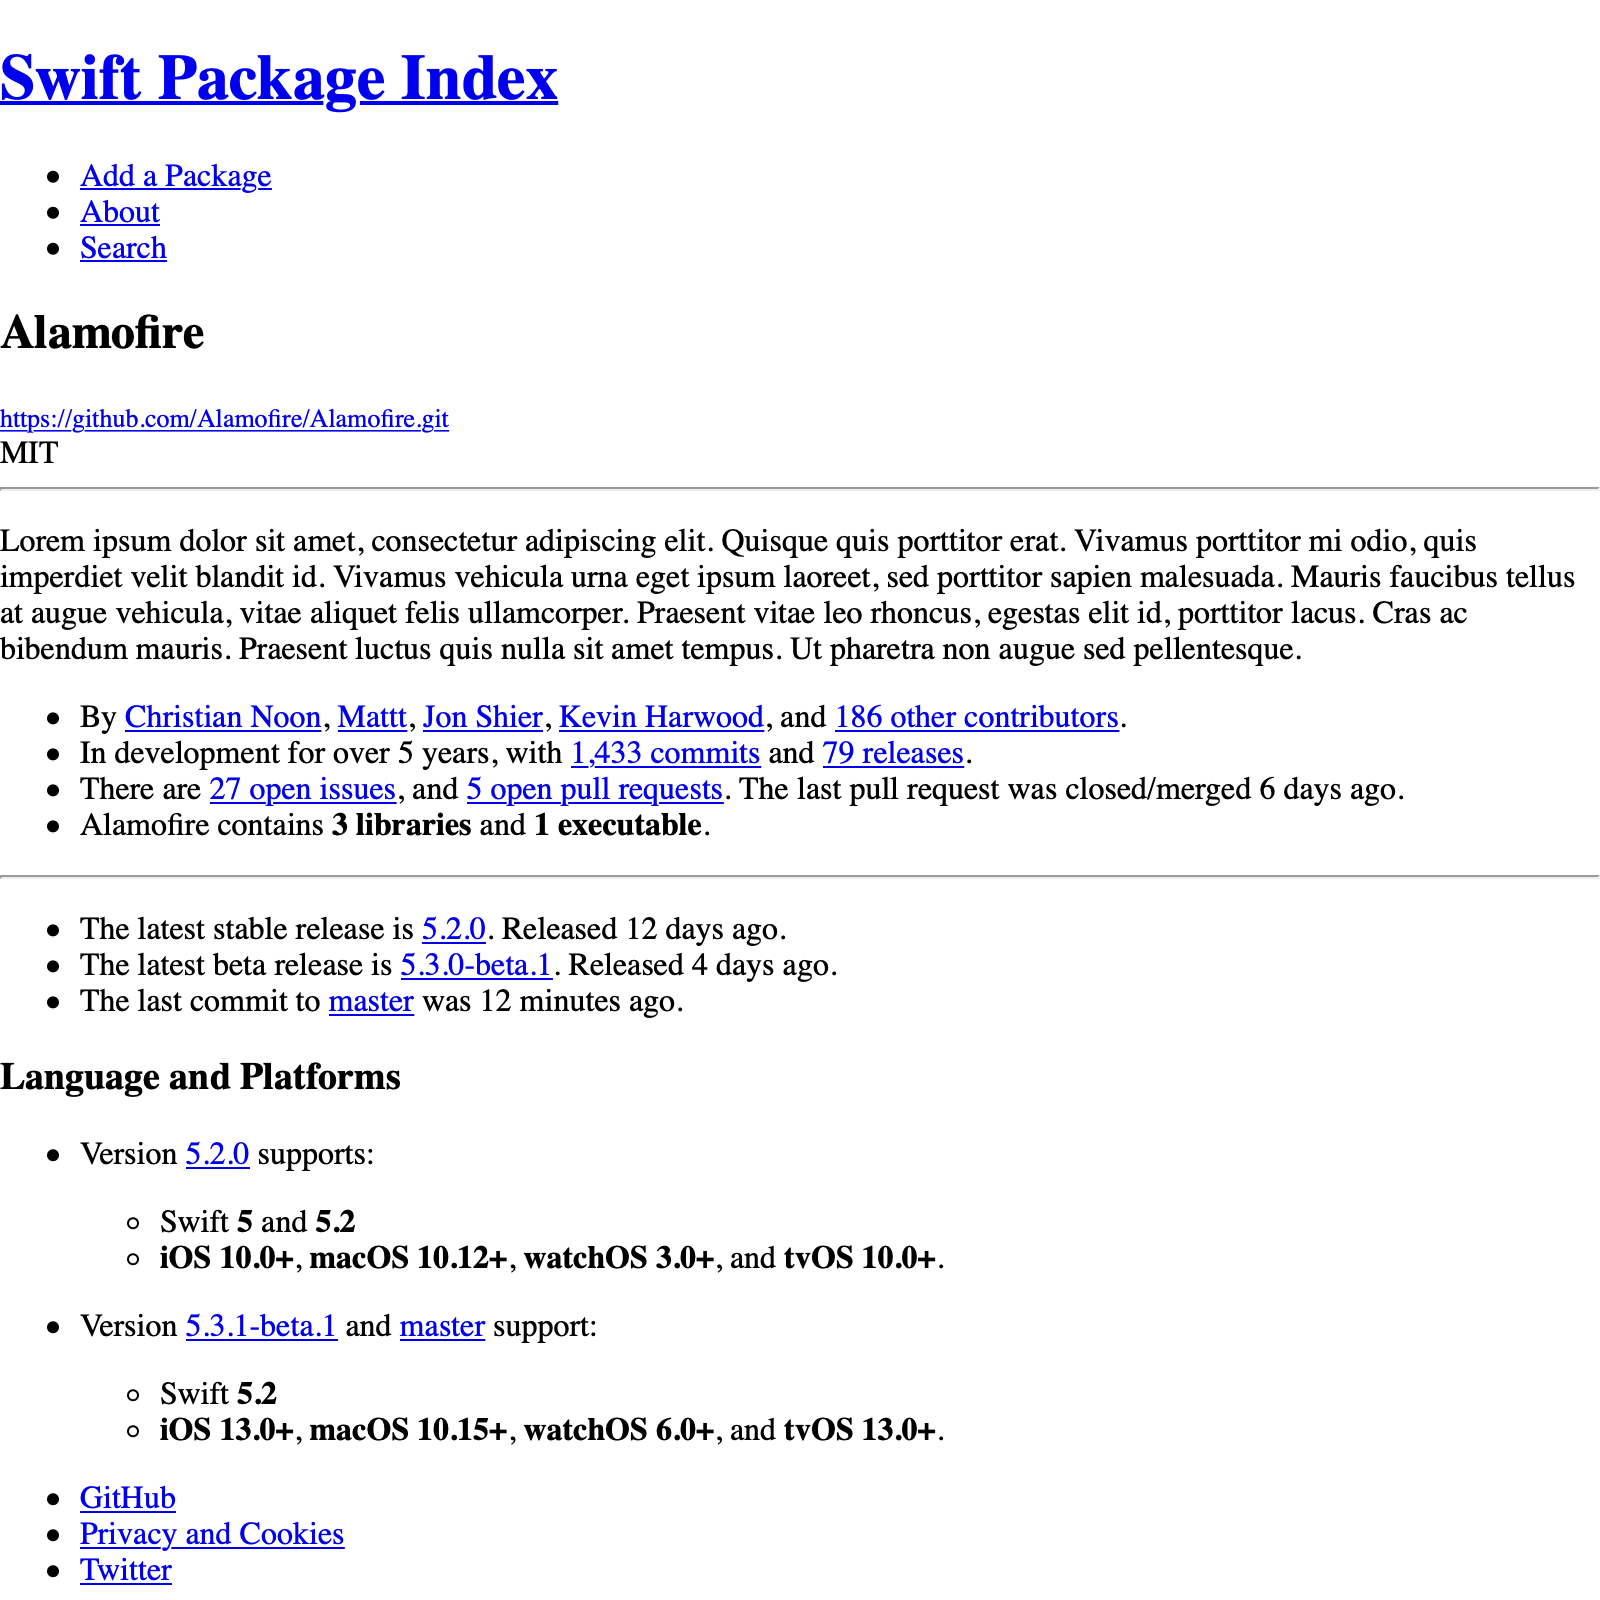 Swift Package Index
Add a Package
About
Search
Alamofire
https://github.com/Alamofire/Alamofire.git
MIT
Lorem ipsum dolor sit amet, consectetur adipiscing elit. Quisque quis porttitor erat. Vivamus porttitor mi odio, quis
imperdiet velit blandit id. Vivamus vehicula urna eget ipsum laoreet, sed porttitor sapien malesuada. Mauris faucibus tellus
at augue vehicula, vitae aliquet felis ullamcorper. Praesent vitae leo rhoncus, egestas elit id, porttitor lacus. Cras ac
bibendum mauris. Praesent luctus quis nulla sit amet tempus. Ut pharetra non augue sed pellentesque.
By Christian Noon, Mattt, Jon Shier, Kevin Harwood, and 186 other contributors.
In development for over 5 years, with 1,433 commits and 79 releases.
There are 27 open issues, and 5 open pull requests. The last pull request was closed/merged 6 days ago.
Alamofire contains 3 libraries and 1 executable.
The latest stable release is 5.2.0. Released 12 days ago.
The latest beta release is 5.3.0-beta.1. Released 4 days ago.
The last commit to master was 12 minutes ago.
Language and Platforms
Version 5.2.0 supports:
Swift 5 and 5.2
iOS 10.0+, macOS 10.12+, watchOS 3.0+, and tvOS 10.0+.
Version 5.3.1-beta.1 and master support:
Swift 5.2
iOS 13.0+, macOS 10.15+, watchOS 6.0+, and tvOS 13.0+.
GitHub
Privacy and Cookies
Twitter